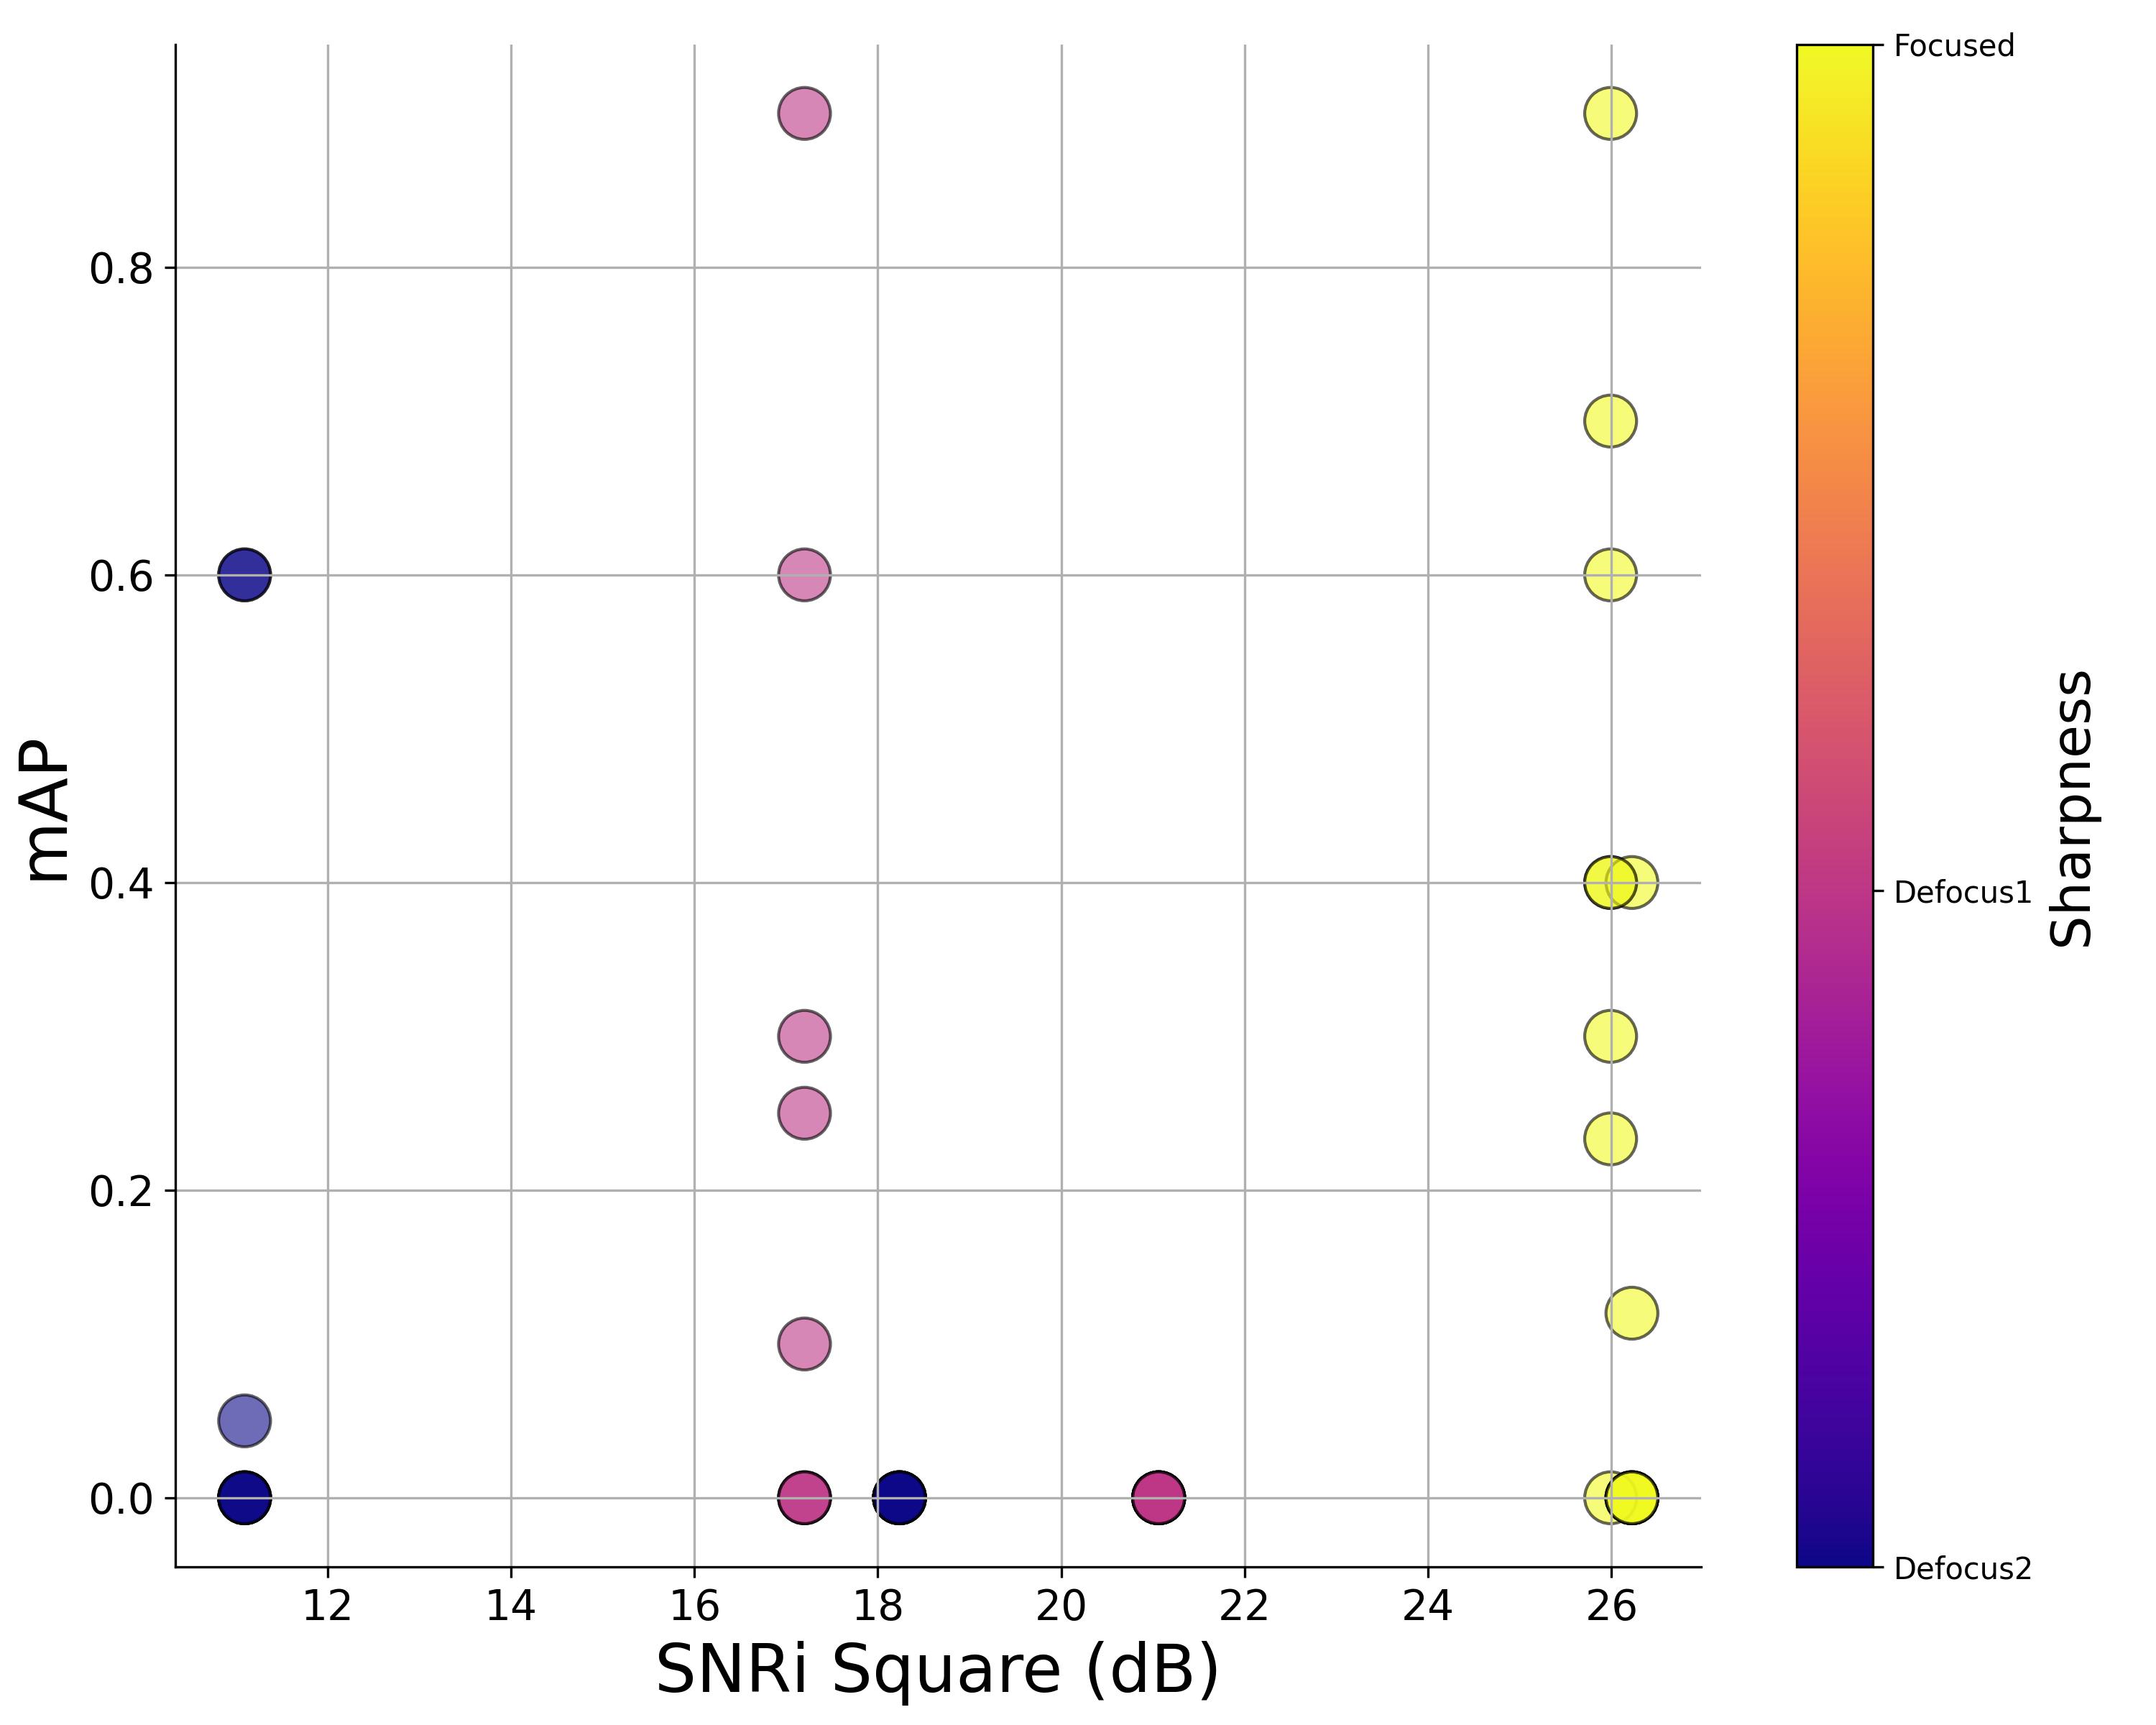 mAP
0.8
0.6
0.4
0.2
0.0
12 14 16 18 20 22 24 26
SNRi Square (dB)
Focused
Defocus1
Defocus2
Sharpness